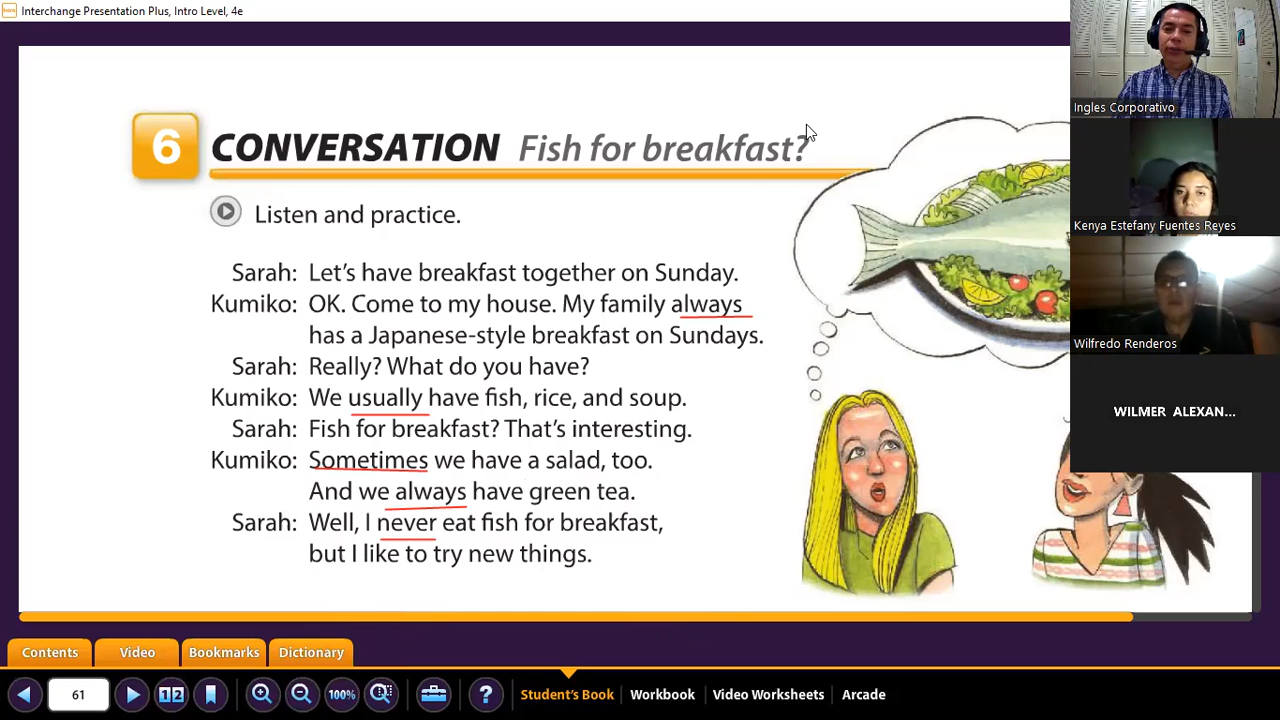 Interchange Presentation Plus, Intro Level, 4e
6 CONVERSATION Fish for breakfast?
Listen and practice.
Sarah: Let's have breakfast together on Sunday.
Kumiko: OK. Come to my house. My family always
has a Japanese-style breakfast on Sundays.
Sarah: Really? What do you have?
Kumiko: We usually have fish, rice, and soup.
Sarah: Fish for breakfast? That's interesting.
Kumiko: Sometimes we have a salad, too.
And we always have green tea.
Sarah: Well, I never eat fish for breakfast,
but I like to try new things.
Ingles Corporativo
Kenya Estefany Fuentes Reyes
Wilfredo Renderos
WILMER ALEXAN...
Contents Video Bookmarks Dictionary
61 1 2 100% ? Student's Book Workbook Video Worksheets Arcade